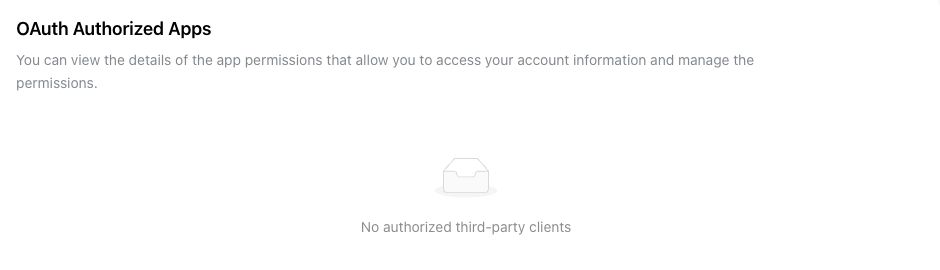 OAuth Authorized Apps
You can view the details of the app permissions that allow you to access your account information and manage the
permissions.
No authorized third-party clients